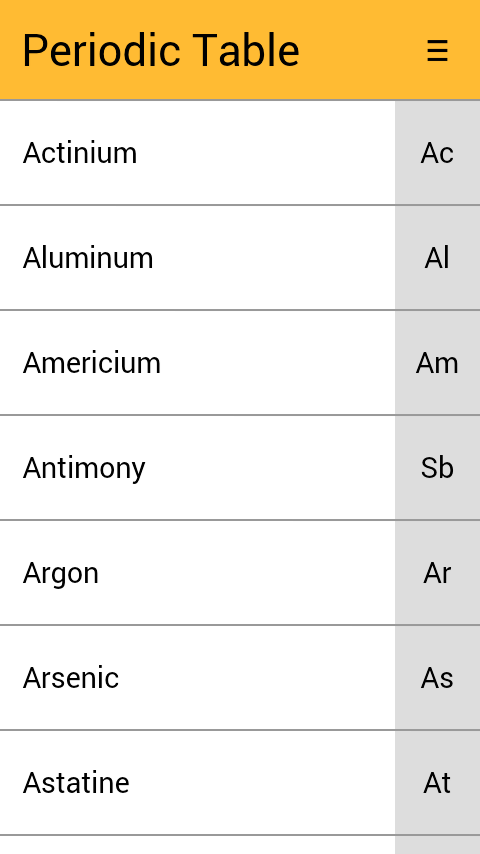 Periodic Table
Actinium Ac
Aluminum Al
Americium Am
Antimony Sb
Argon Ar
Arsenic As
Astatine At